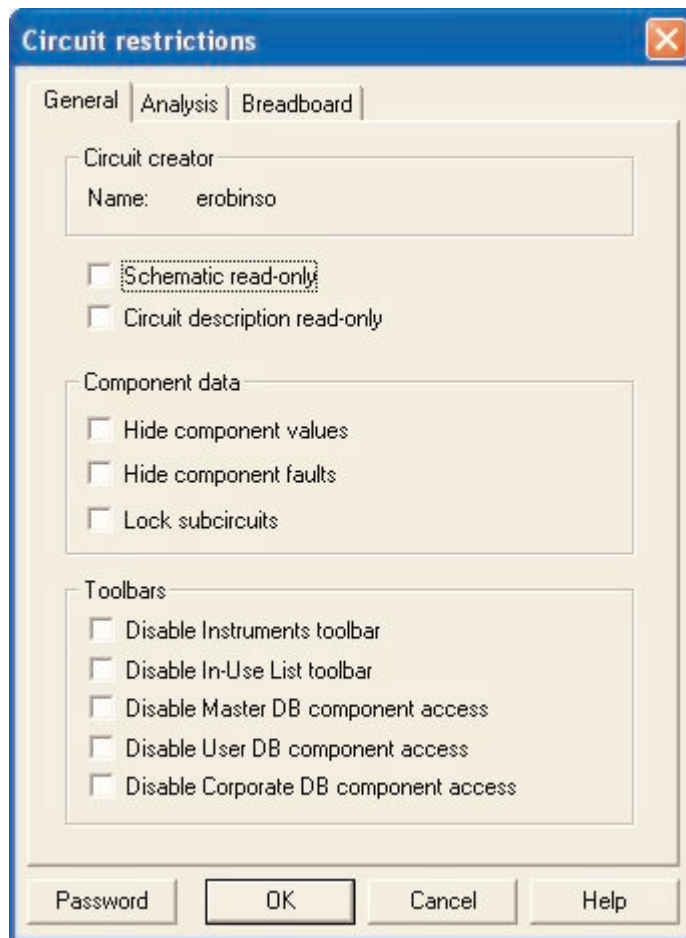 Circuit restrictions
General Analysis Breadboard
Circuit creator
Name: erobinso
Schematic read-only
Circuit description read-only
Component data
Hide component values
Hide component faults
Lock subcircuits
Toolbars
Disable Instruments toolbar
Disable In-Use List toolbar
Disable Master DB component access
Disable User DB component access
Disable Corporate DB component access
Password OK Cancel Help